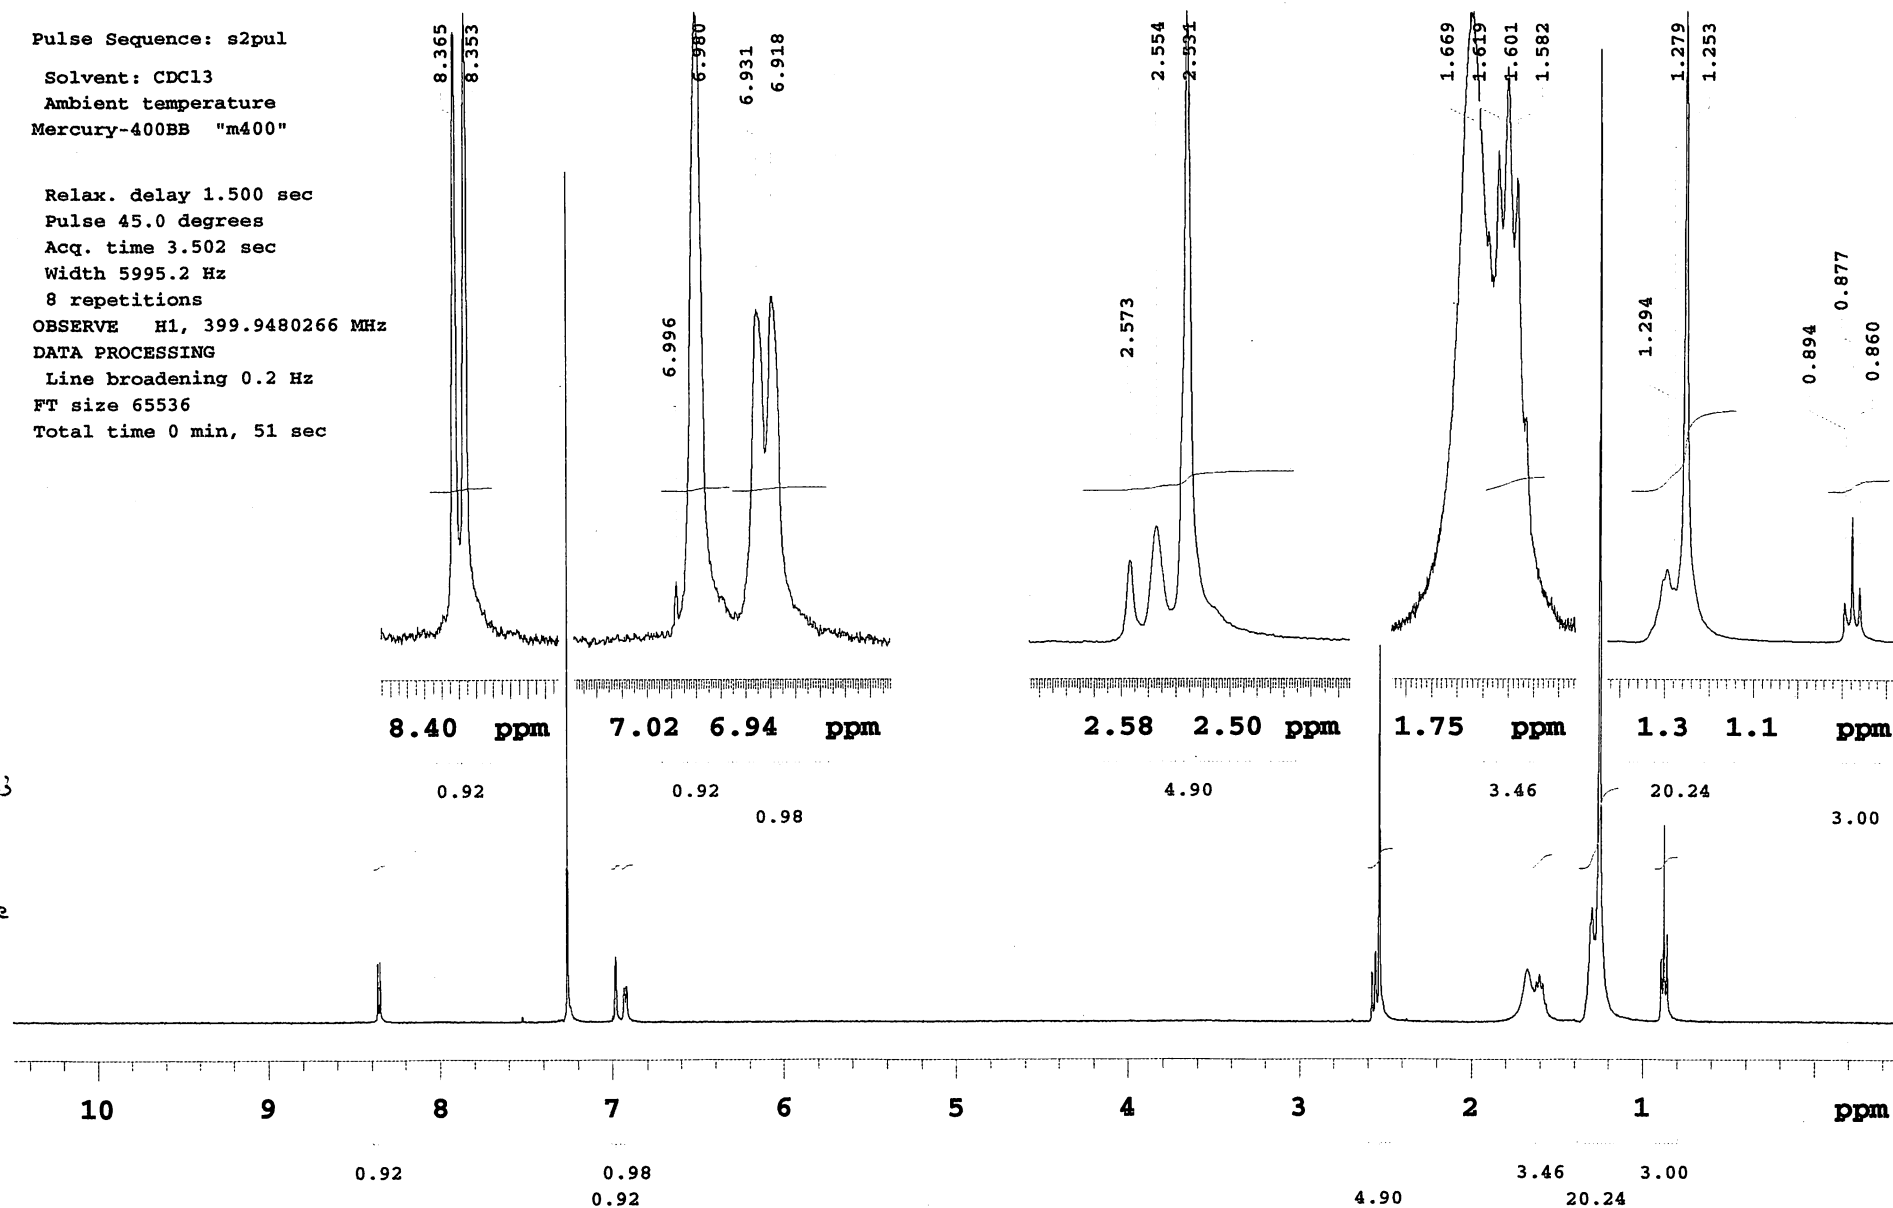 Pulse Sequence: s2pul
Solvent: CDCl3
Ambient temperature
Mercury-400BB "m400"
Relax. delay 1.500 sec
Pulse 45.0 degrees
Acq. time 3.502 sec
Width 5995.2 Hz
8 repetitions
OBSERVE H1, 399.9480266 MHz
DATA PROCESSING
Line broadening 0.2 Hz
FT size 65536
Total time 0 min, 51 sec
8.365
8.353
6.996
6.980
6.931
6.918
2.573
2.554
2.531
1.669
1.619
1.601
1.582
1.294
1.279
1.253
0.894
0.877
0.860
8.40 ppm
7.02 6.94 ppm
2.58 2.50 ppm
1.75 ppm
1.3 1.1 ppm
0.92 0.92 4.90 3.46 20.24
0.98 3.00
10 9 8 7 6 5 4 3 2 1 ppm
0.92 0.98 3.46 3.00
0.92 4.90 20.24